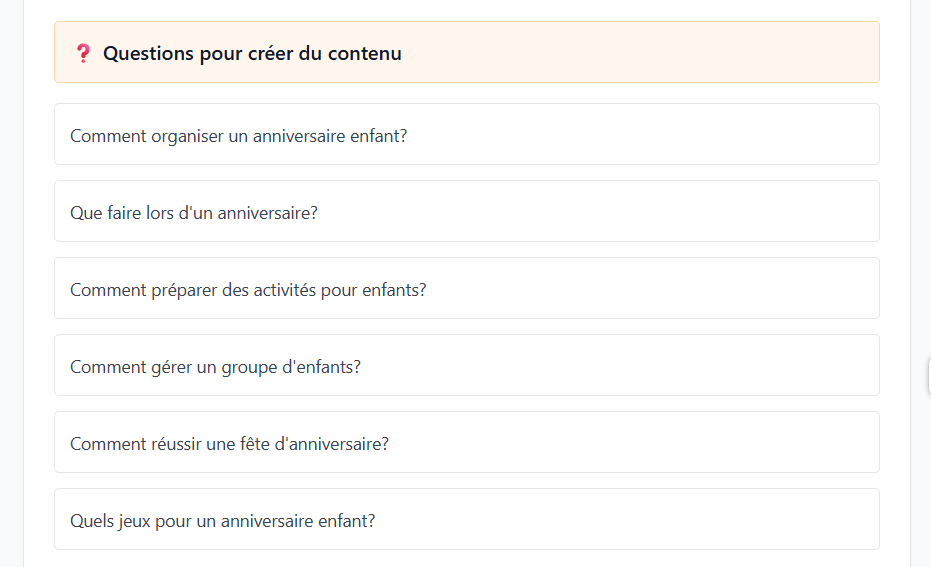 ❓ Questions pour créer du contenu
Comment organiser un anniversaire enfant?
Que faire lors d'un anniversaire?
Comment préparer des activités pour enfants?
Comment gérer un groupe d'enfants?
Comment réussir une fête d'anniversaire?
Quels jeux pour un anniversaire enfant?